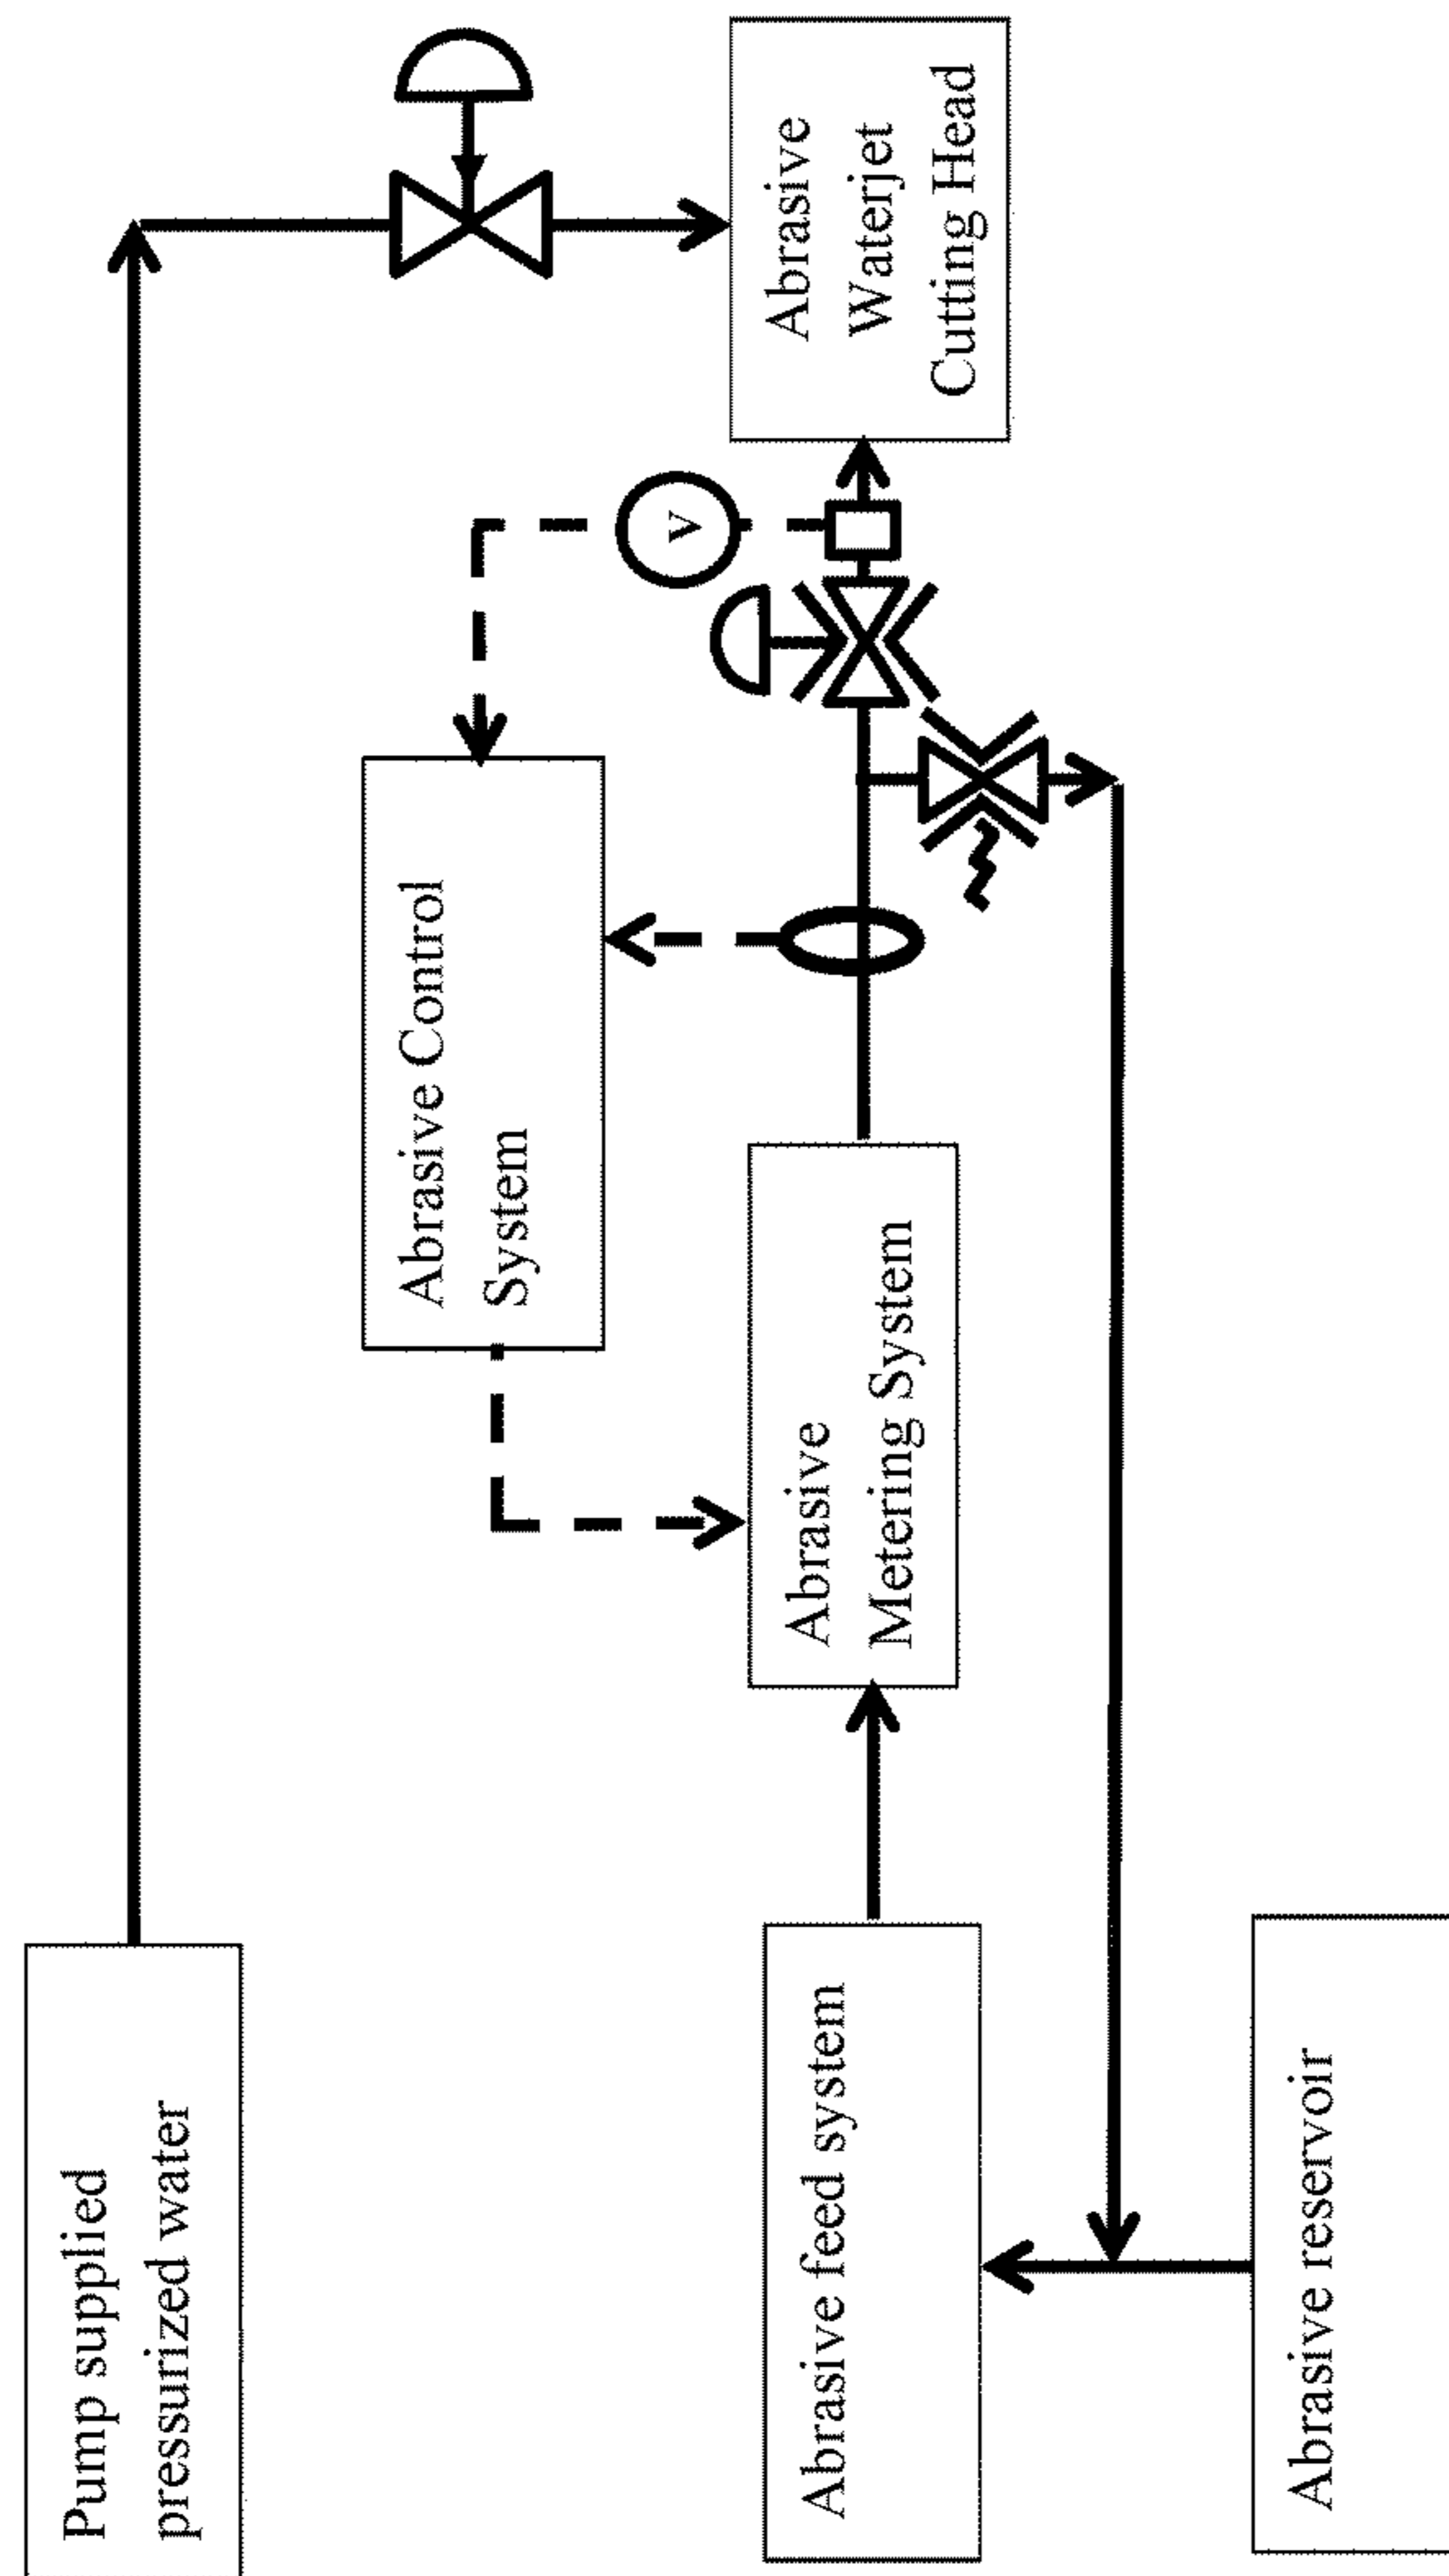 Pump supplied
pressurized water
Abrasive Control
System
V
Abrasive feed system
Abrasive
Metering System
Abrasive
Waterjet
Cutting Head
Abrasive reservoir